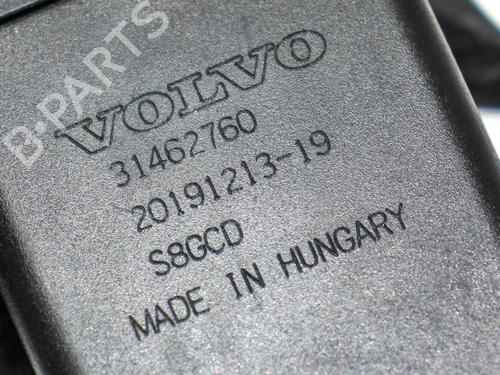 B-PARTS
VOLVO
31462760
20191213-19
S8GCD
MADE IN HUNGARY